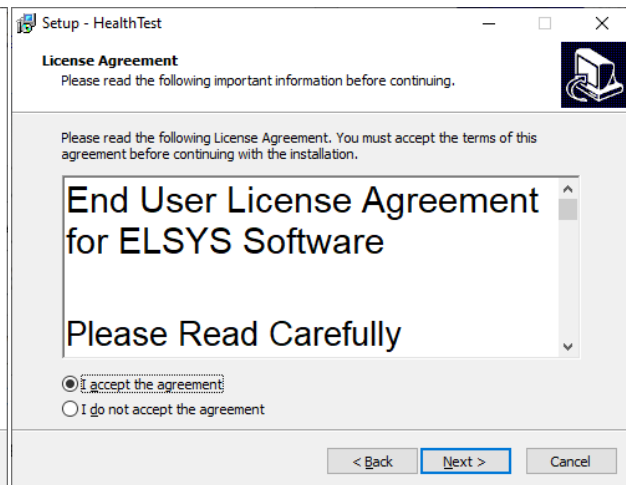 Setup - HealthTest
License Agreement
Please read the following important information before continuing.
Please read the following License Agreement. You must accept the terms of this
agreement before continuing with the installation.
End User License Agreement
for ELSYS Software
Please Read Carefully
I accept the agreement
I do not accept the agreement
< Back
Next >
Cancel